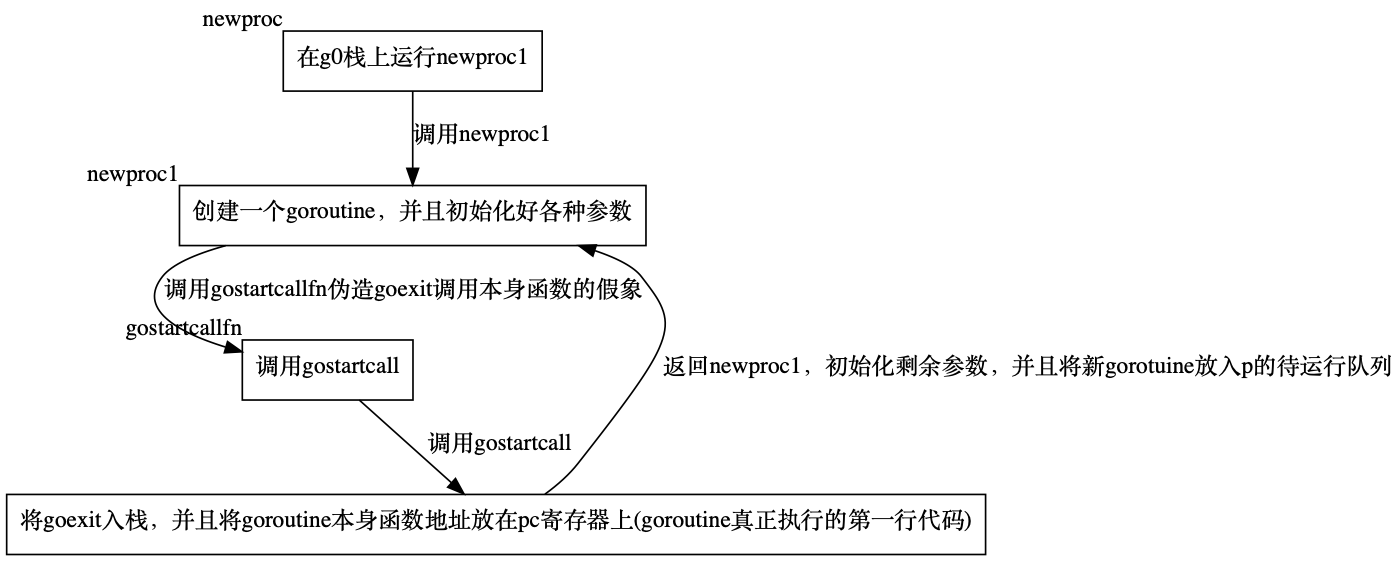 newproc
在g0栈上运行newproc1
调用newproc1
newproc1
创建一个goroutine，并且初始化好各种参数
调用gostartcallfn伪造goexit调用本身函数的假象
gostartcallfn
调用gostartcall
返回newproc1，初始化剩余参数，并且将新gorotuine放入p的待运行队列
调用gostartcall
将goexit入栈，并且将goroutine本身函数地址放在pc寄存器上(goroutine真正执行的第一行代码)